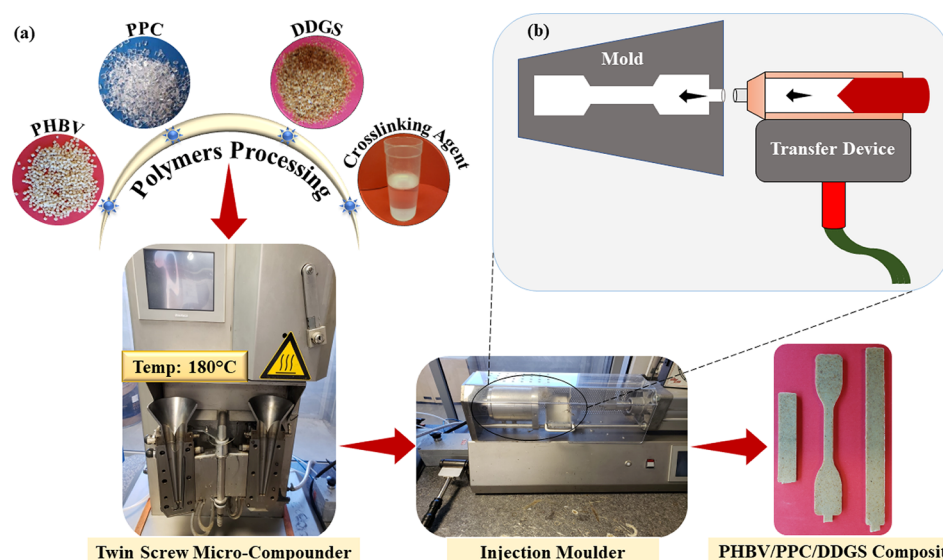 (a)
PPC
DDGS
PHBV
Crosslinking Agent
Polymers Processing
Temp: 180°C
Twin Screw Micro-Compounder
(b)
Mold
Transfer Device
Injection Moulder
PHBV/PPC/DDGS Composit